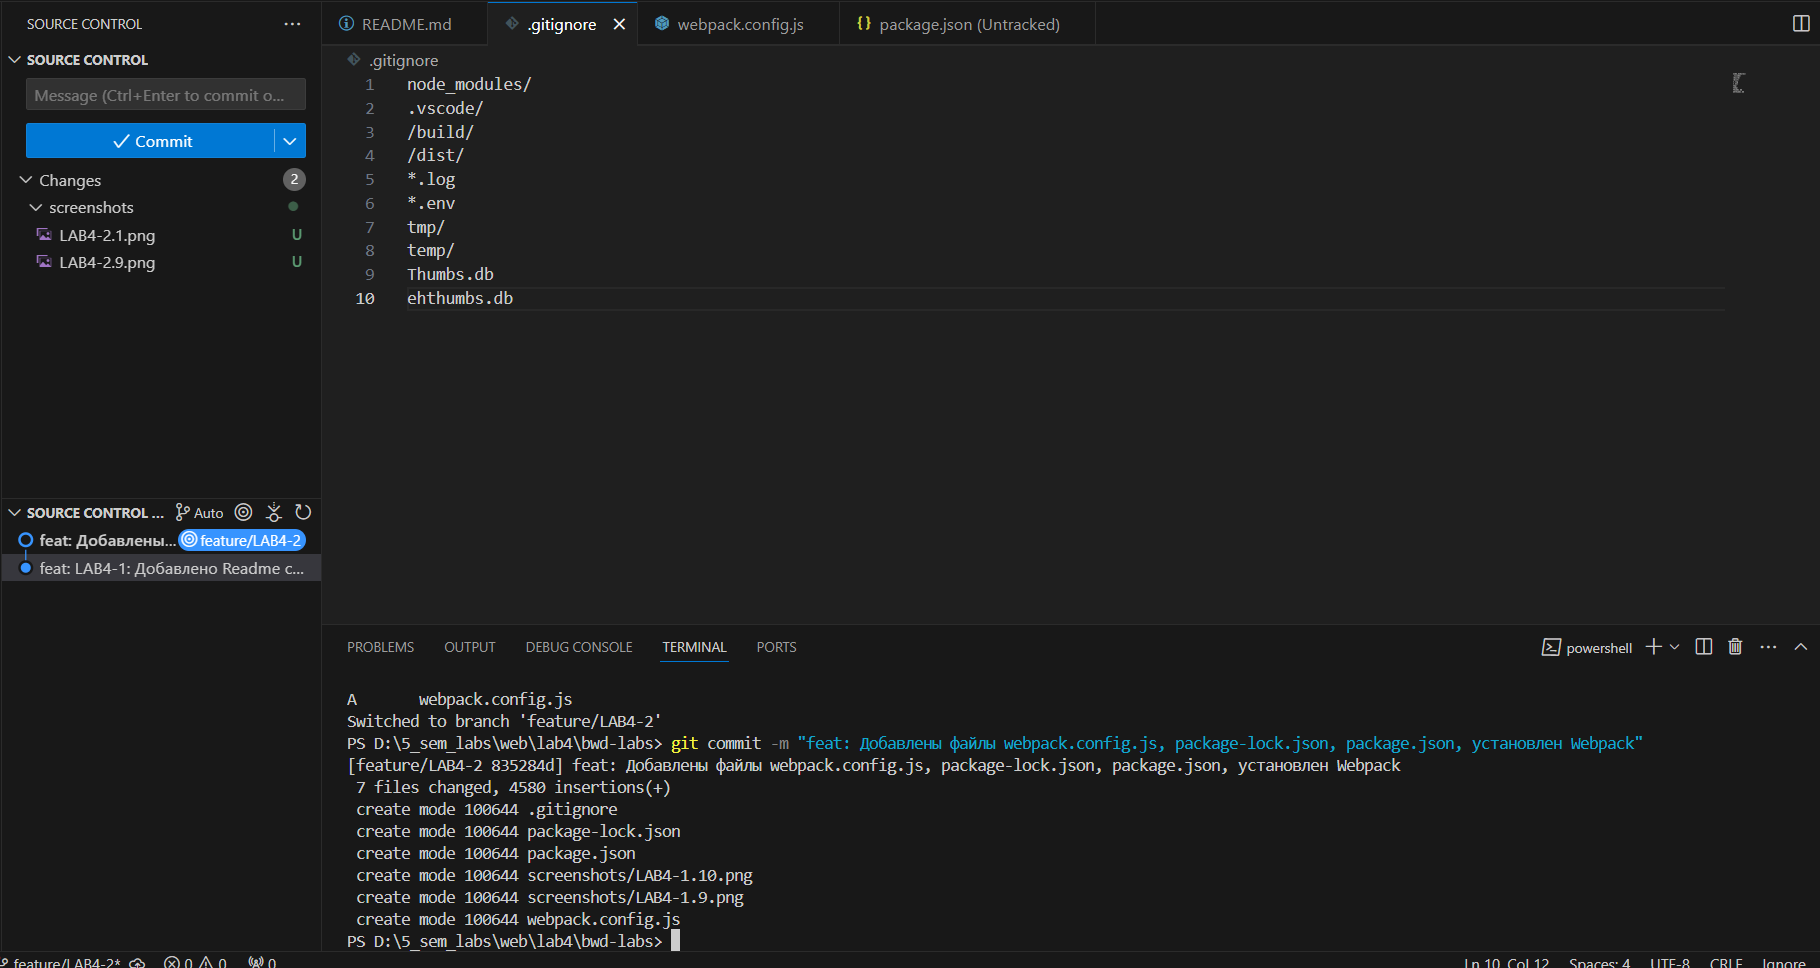 SOURCE CONTROL
SOURCE CONTROL
Message (Ctrl+Enter to commit o...
Commit
Changes 2
screenshots
LAB4-2.1.png U
LAB4-2.9.png U
SOURCE CONTROL ... Auto
feat: Добавлены... feature/LAB4-2
feat: LAB4-1: Добавлено Readme с...
README.md .gitignore webpack.config.js {} package.json (Untracked)
.gitignore
1 node_modules/
2 .vscode/
3 /build/
4 /dist/
5 *.log
6 *.env
7 tmp/
8 temp/
9 Thumbs.db
10 ehthumbs.db
PROBLEMS OUTPUT DEBUG CONSOLE TERMINAL PORTS powershell
A webpack.config.js
Switched to branch 'feature/LAB4-2'
PS D:\5_sem_labs\web\lab4\bwd-labs> git commit -m "feat: Добавлены файлы webpack.config.js, package-lock.json, package.json, установлен Webpack"
[feature/LAB4-2 835284d] feat: Добавлены файлы webpack.config.js, package-lock.json, package.json, установлен Webpack
7 files changed, 4580 insertions(+)
create mode 100644 .gitignore
create mode 100644 package-lock.json
create mode 100644 package.json
create mode 100644 screenshots/LAB4-1.10.png
create mode 100644 screenshots/LAB4-1.9.png
create mode 100644 webpack.config.js
PS D:\5_sem_labs\web\lab4\bwd-labs>
feature/LAB4-2* 0 0 0 Ln 10, Col 12 Spaces: 4 UTF-8 CRLF Ignore